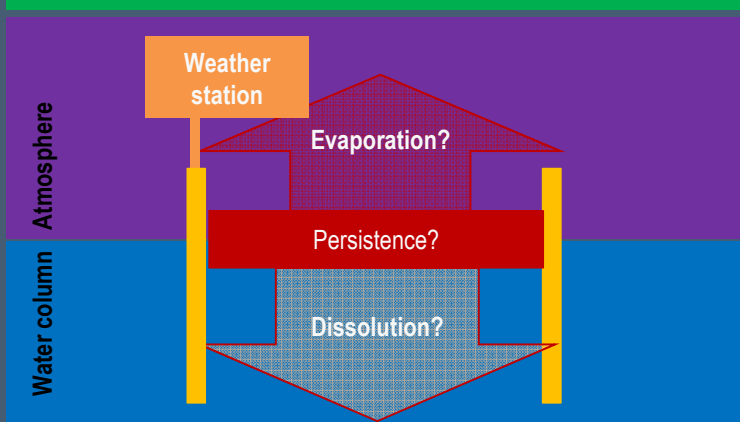 Weather
station
Evaporation?
Atmosphere
Persistence?
Dissolution?
Water column